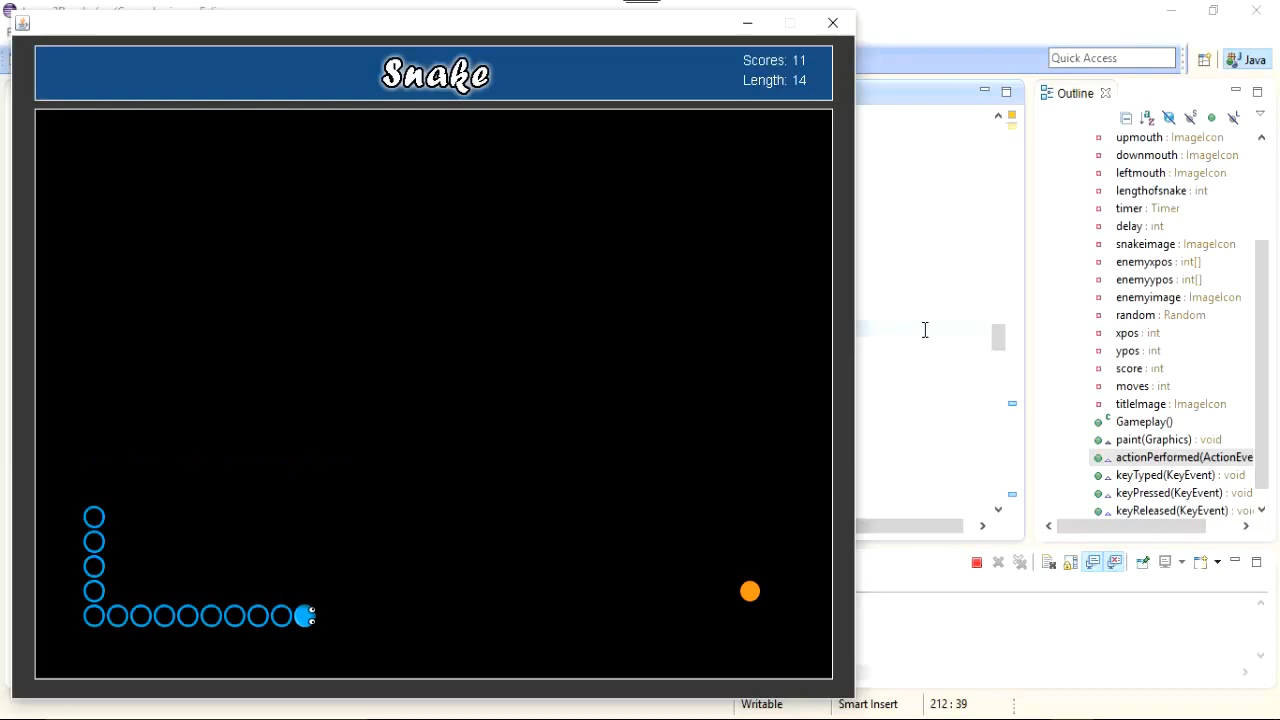 Snake
Scores: 11
Length: 14
Quick Access
Java
Outline
upmouth : ImageIcon
downmouth : ImageIcon
leftmouth : ImageIcon
lengthofsnake : int
timer : Timer
delay : int
snakeimage : ImageIcon
enemyxpos : int[]
enemyypos : int[]
enemyimage : ImageIcon
random : Random
xpos : int
ypos : int
score : int
moves : int
titleImage : ImageIcon
Gameplay()
paint(Graphics) : void
actionPerformed(ActionEve
keyTyped(KeyEvent) : void
keyPressed(KeyEvent) : void
keyReleased(KeyEvent) : voi
Writable
Smart Insert
212 : 39